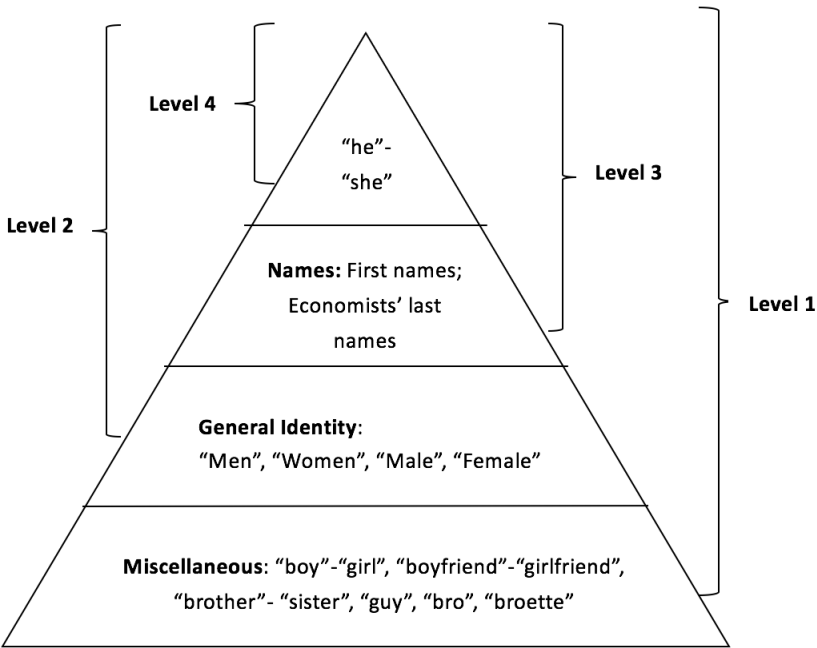 Level 4
“he”-
“she”
Level 3
Level 2
Names: First names;
Economists’ last
names
Level 1
General Identity:
“Men”, “Women”, “Male”, “Female”
Miscellaneous: “boy”-“girl”, “boyfriend”-“girlfriend”,
“brother”- “sister”, “guy”, “bro”, “broette”